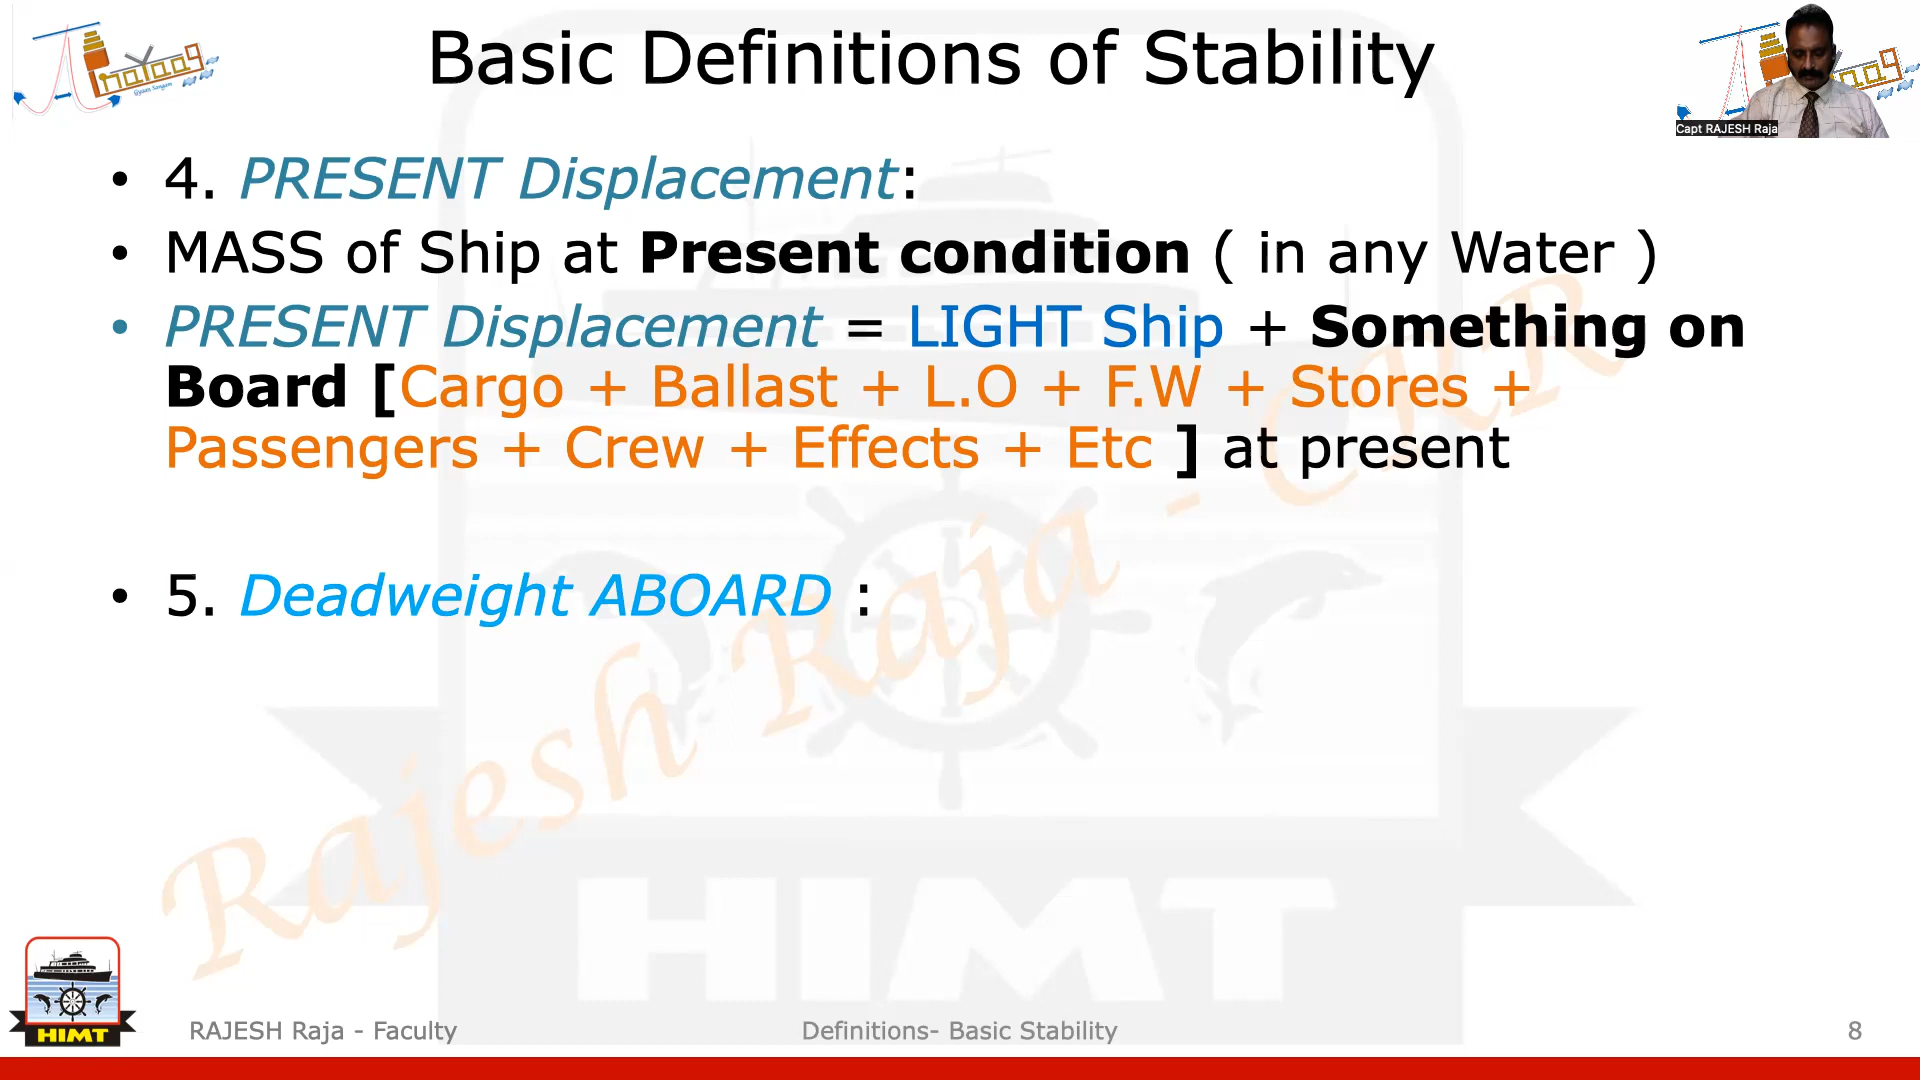 Basic Definitions of Stability
Capt RAJESH Raja
• 4. PRESENT Displacement:
• MASS of Ship at Present condition ( in any Water )
• PRESENT Displacement = LIGHT Ship + Something on
Board [Cargo + Ballast + L.O + F.W + Stores +
Passengers + Crew + Effects + Etc ] at present
• 5. Deadweight ABOARD :
Rajesh Raja - CRR
HIMT
HIMT
RAJESH Raja - Faculty
Definitions- Basic Stability
8